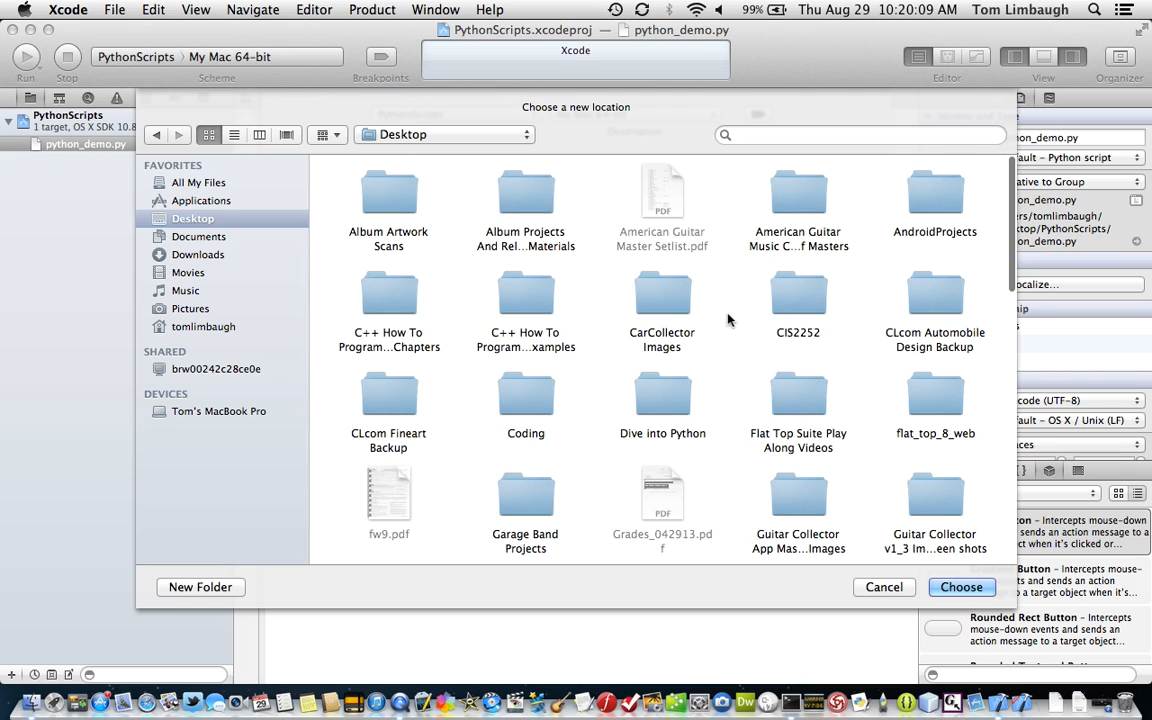 Xcode File Edit View Navigate Editor Product Window Help 99% Thu Aug 29 10:20:09 AM Tom Limbaugh
PythonScripts.xcodeproj — python_demo.py
PythonScripts My Mac 64-bit
Xcode
Run Stop Scheme Breakpoints Editor View Organizer
PythonScripts
1 target, OS X SDK 10.8
python_demo.py
Choose a new location
Desktop
FAVORITES
All My Files
Applications
Desktop
Documents
Downloads
Movies
Music
Pictures
tomlimbaugh
SHARED
brw00242c28ce0e
DEVICES
Tom's MacBook Pro
Album Artwork
Scans
Album Projects
And Rel...Materials
PDF
American Guitar
Master Setlist.pdf
American Guitar
Music C...f Masters
AndroidProjects
C++ How To
Program...Chapters
C++ How To
Program...xamples
CarCollector
Images
CIS2252
CLcom Automobile
Design Backup
CLcom Fineart
Backup
Coding
Dive into Python
Flat Top Suite Play
Along Videos
flat_top_8_web
fw9.pdf
Garage Band
Projects
PDF
Grades_042913.pd
f
Guitar Collector
App Mas...Images
Guitar Collector
v1_3 Im...een shots
New Folder
Cancel
Choose
on_demo.py
ault - Python script
ative to Group
on_demo.py
ers/tomlimbaugh/
top/PythonScripts/
on_demo.py
ocalize...
hip
s
code (UTF-8)
ault - OS X / Unix (LF)
ces
on - Intercepts mouse-down
sends an action message to a
ct when it's clicked or...
Button - Intercepts mouse-
s and sends an action
o a target object when it's...
Rounded Rect Button - Intercepts
mouse-down events and sends an
action message to a target object...